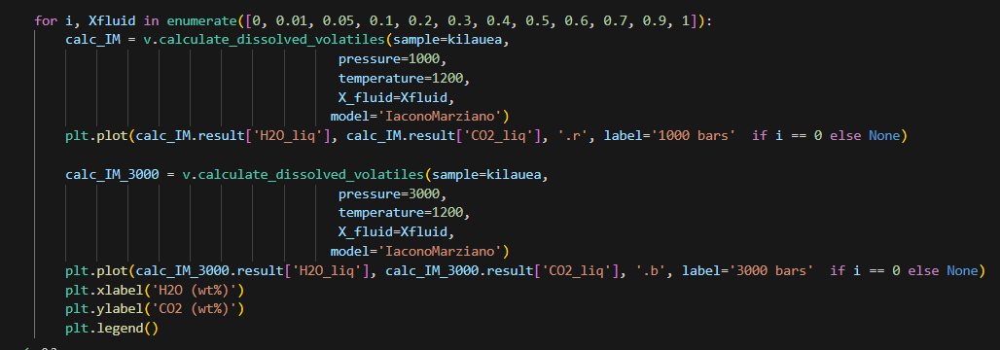 for i, Xfluid in enumerate([0, 0.01, 0.05, 0.1, 0.2, 0.3, 0.4, 0.5, 0.6, 0.7, 0.9, 1]):
    calc_IM = v.calculate_dissolved_volatiles(sample=kilauea,
                                       pressure=1000,
                                       temperature=1200,
                                       X_fluid=Xfluid,
                                      model='IaconoMarziano')
    plt.plot(calc_IM.result['H2O_liq'], calc_IM.result['CO2_liq'], '.r', label='1000 bars'  if i == 0 else None)

    calc_IM_3000 = v.calculate_dissolved_volatiles(sample=kilauea,
                                       pressure=3000,
                                       temperature=1200,
                                       X_fluid=Xfluid,
                                      model='IaconoMarziano')
    plt.plot(calc_IM_3000.result['H2O_liq'], calc_IM_3000.result['CO2_liq'], '.b', label='3000 bars'  if i == 0 else None)
    plt.xlabel('H2O (wt%)')
    plt.ylabel('CO2 (wt%)')
    plt.legend()